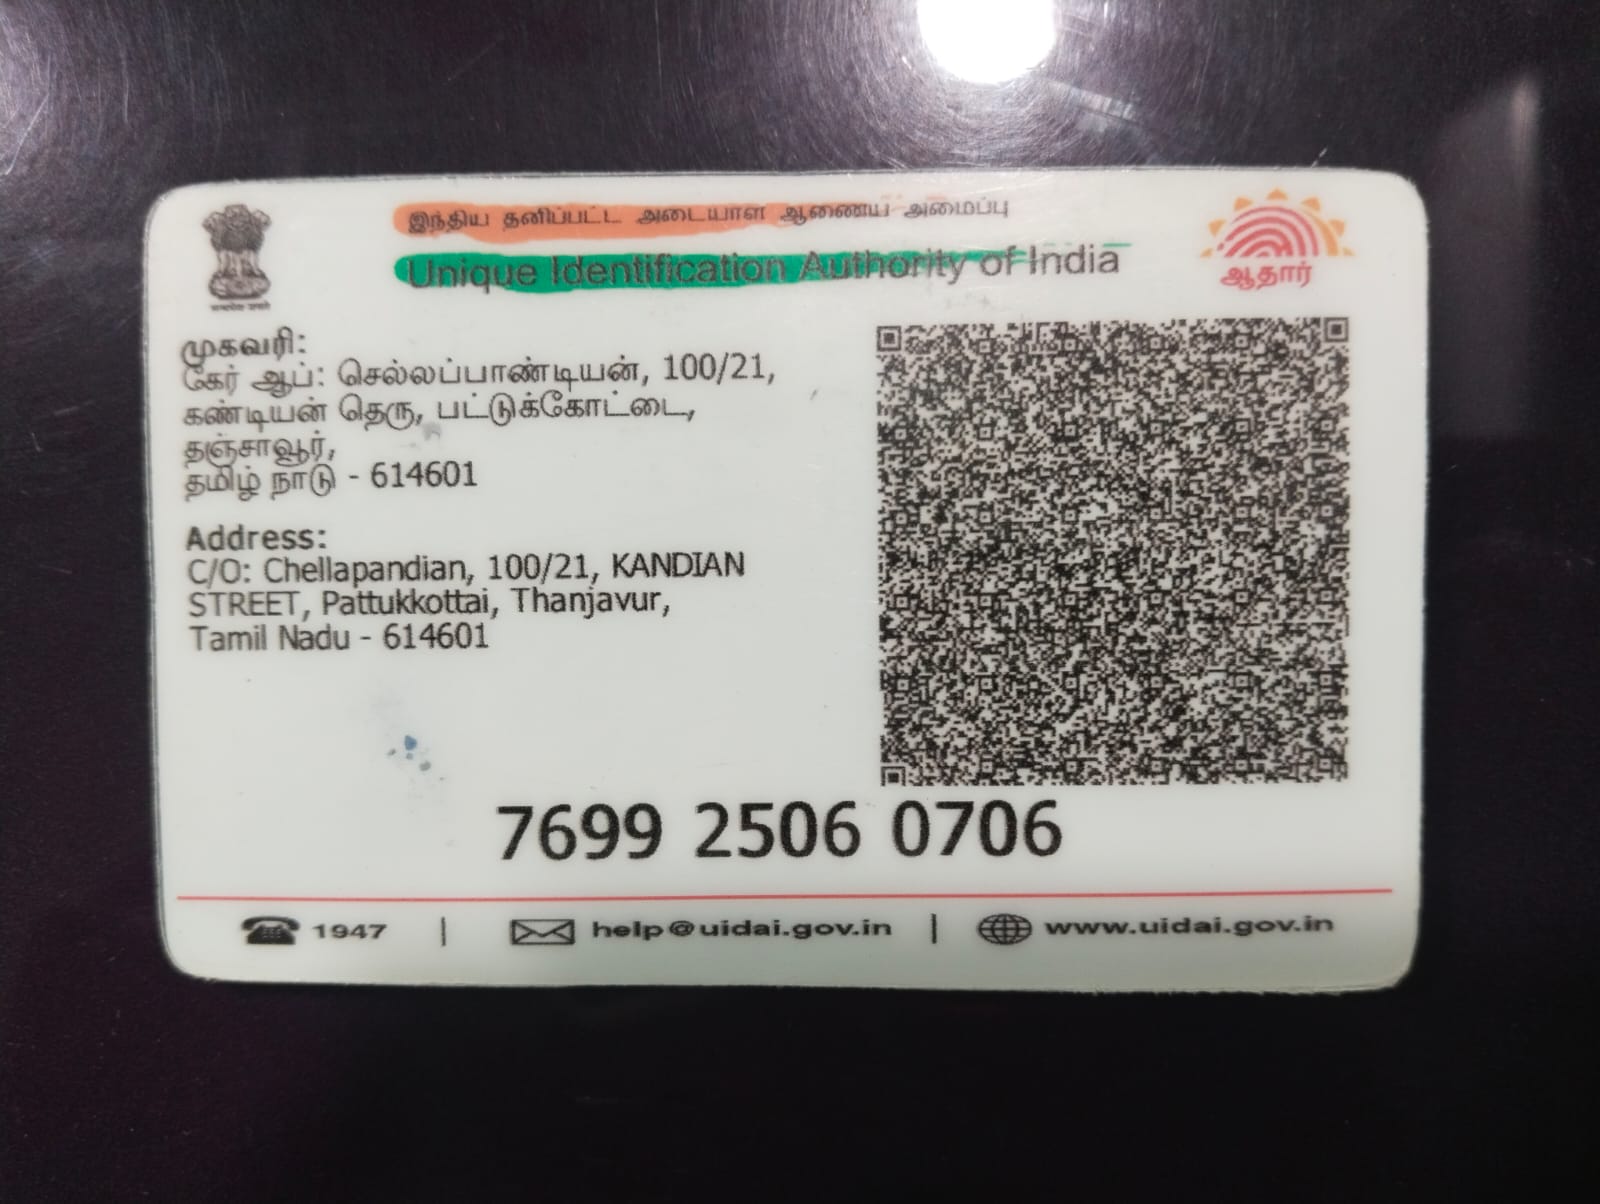 இந்திய தனிப்பட்ட அடையாள ஆணைய அமைப்பு
Unique Identification Authority of India
ஆதார்
முகவரி:
கேர் ஆப்: செல்லப்பாண்டியன், 100/21,
கண்டியன் தெரு, பட்டுக்கோட்டை,
தஞ்சாவூர்,
தமிழ் நாடு - 614601
Address:
C/O: Chellapandian, 100/21, KANDIAN
STREET, Pattukkottai, Thanjavur,
Tamil Nadu - 614601
7699 2506 0706
1947 | help@uidai.gov.in | www.uidai.gov.in